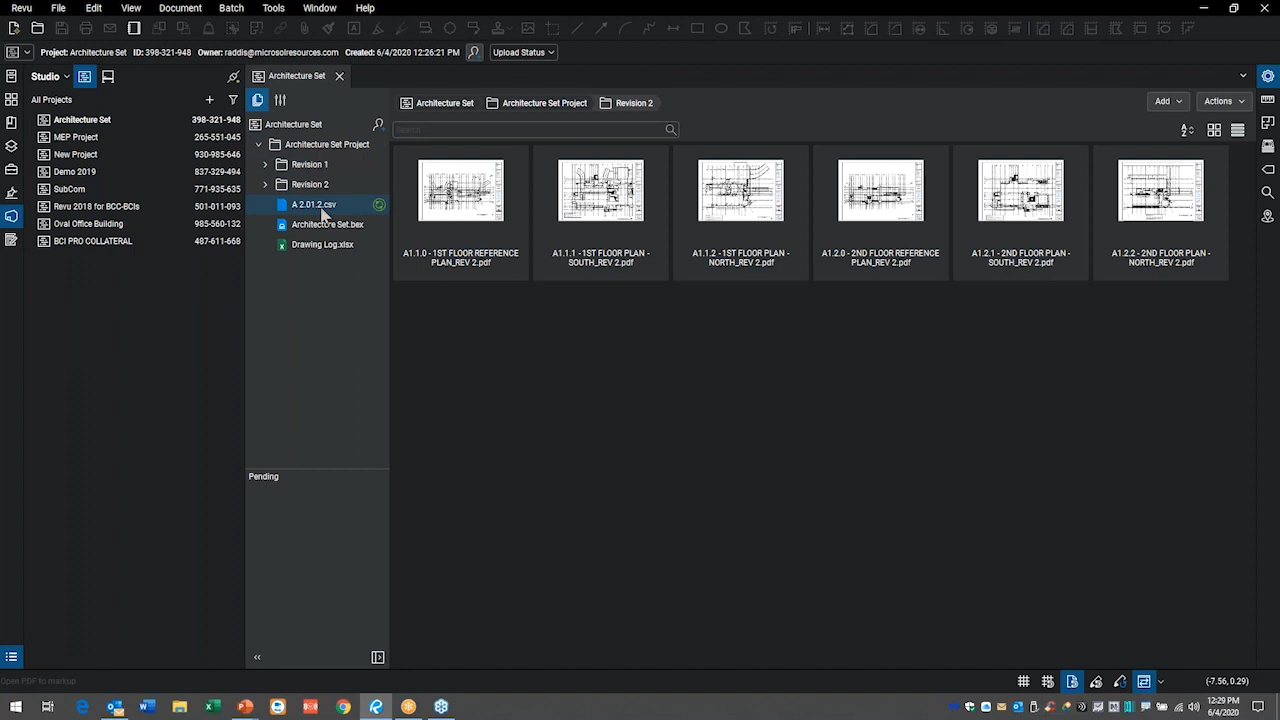 Revu File Edit View Document Batch Tools Window Help
Project: Architecture Set ID: 398-321-948 Owner: raddis@microsolresources.com Created: 6/4/2020 12:26:21 PM Upload Status
Studio
Architecture Set
All Projects
Architecture Set 398-321-948
MEP Project 265-551-045
New Project 930-985-646
Demo 2019 837-329-494
SubCom 771-935-635
Revu 2018 for BCC-BCIs 501-811-093
Oval Office Building 985-560-132
BCI PRO COLLATERAL 487-611-668
Architecture Set
Architecture Set Project
Revision 1
Revision 2
A 2.01.2.csv
Architecture Set.bex
Drawing Log.xlsx
Pending
Architecture Set Architecture Set Project Revision 2
Add Actions
Search
A1.1.0 - 1ST FLOOR REFERENCE
PLAN_REV 2.pdf
A1.1.1 - 1ST FLOOR PLAN -
SOUTH_REV 2.pdf
A1.1.2 - 1ST FLOOR PLAN -
NORTH_REV 2.pdf
A1.2.0 - 2ND FLOOR REFERENCE
PLAN_REV 2.pdf
A1.2.1 - 2ND FLOOR PLAN -
SOUTH_REV 2.pdf
A1.2.2 - 2ND FLOOR PLAN -
NORTH_REV 2.pdf
Open PDF to markup
(-7.56, 0.29)
12:29 PM
6/4/2020